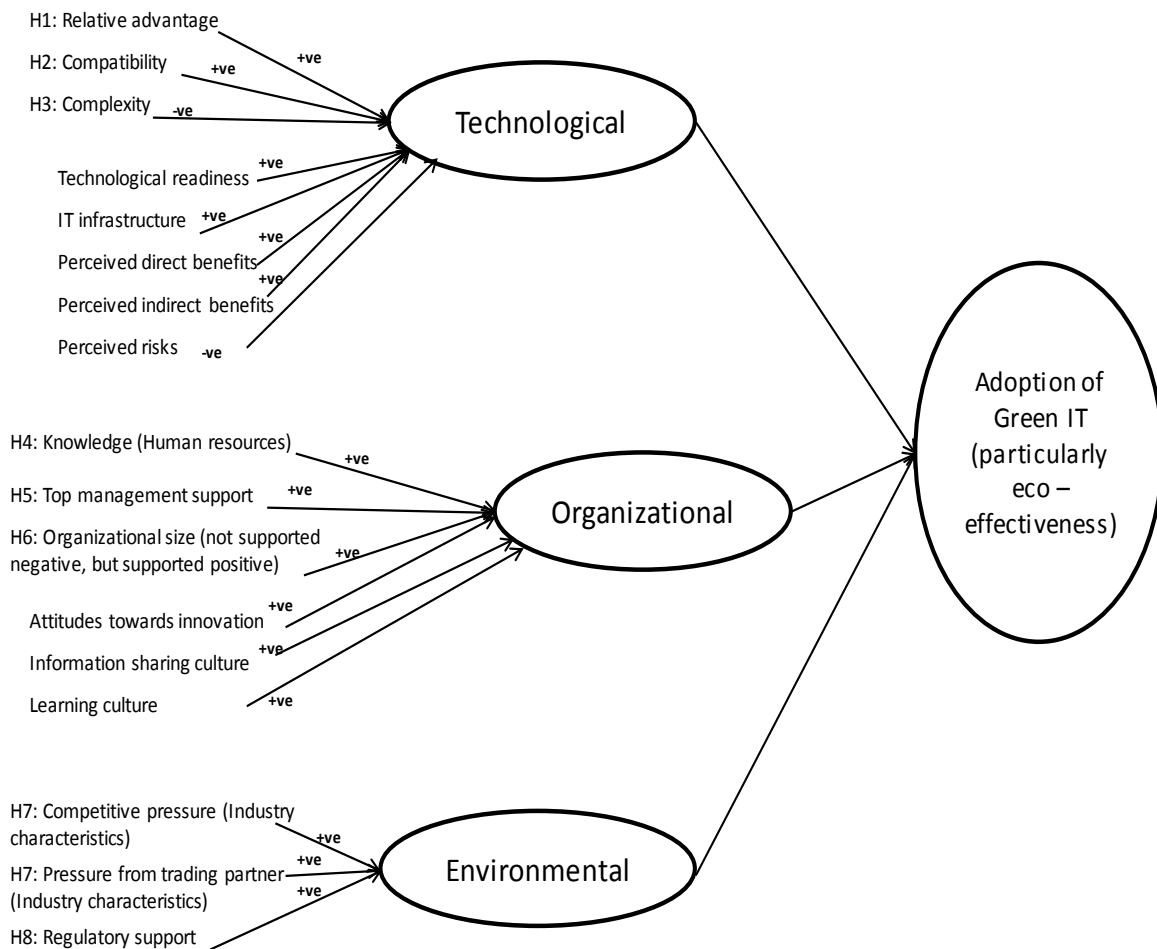 H1: Relative advantage
+ve
H2: Compatibility
+ve
H3: Complexity
-ve
Technological
Technological readiness
+ve
IT infrastructure
+ve
Perceived direct benefits
+ve
Perceived indirect benefits
+ve
Perceived risks
-ve
Adoption of
Green IT
(particularly
eco –
effectiveness)
H4: Knowledge (Human resources)
+ve
H5: Top management support
+ve
Organizational
H6: Organizational size (not supported
negative, but supported positive)
+ve
Attitudes towards innovation
+ve
Information sharing culture
+ve
Learning culture
+ve
H7: Competitive pressure (Industry
characteristics)
+ve
H7: Pressure from trading partner
(Industry characteristics)
+ve
Environmental
H8: Regulatory support
+ve